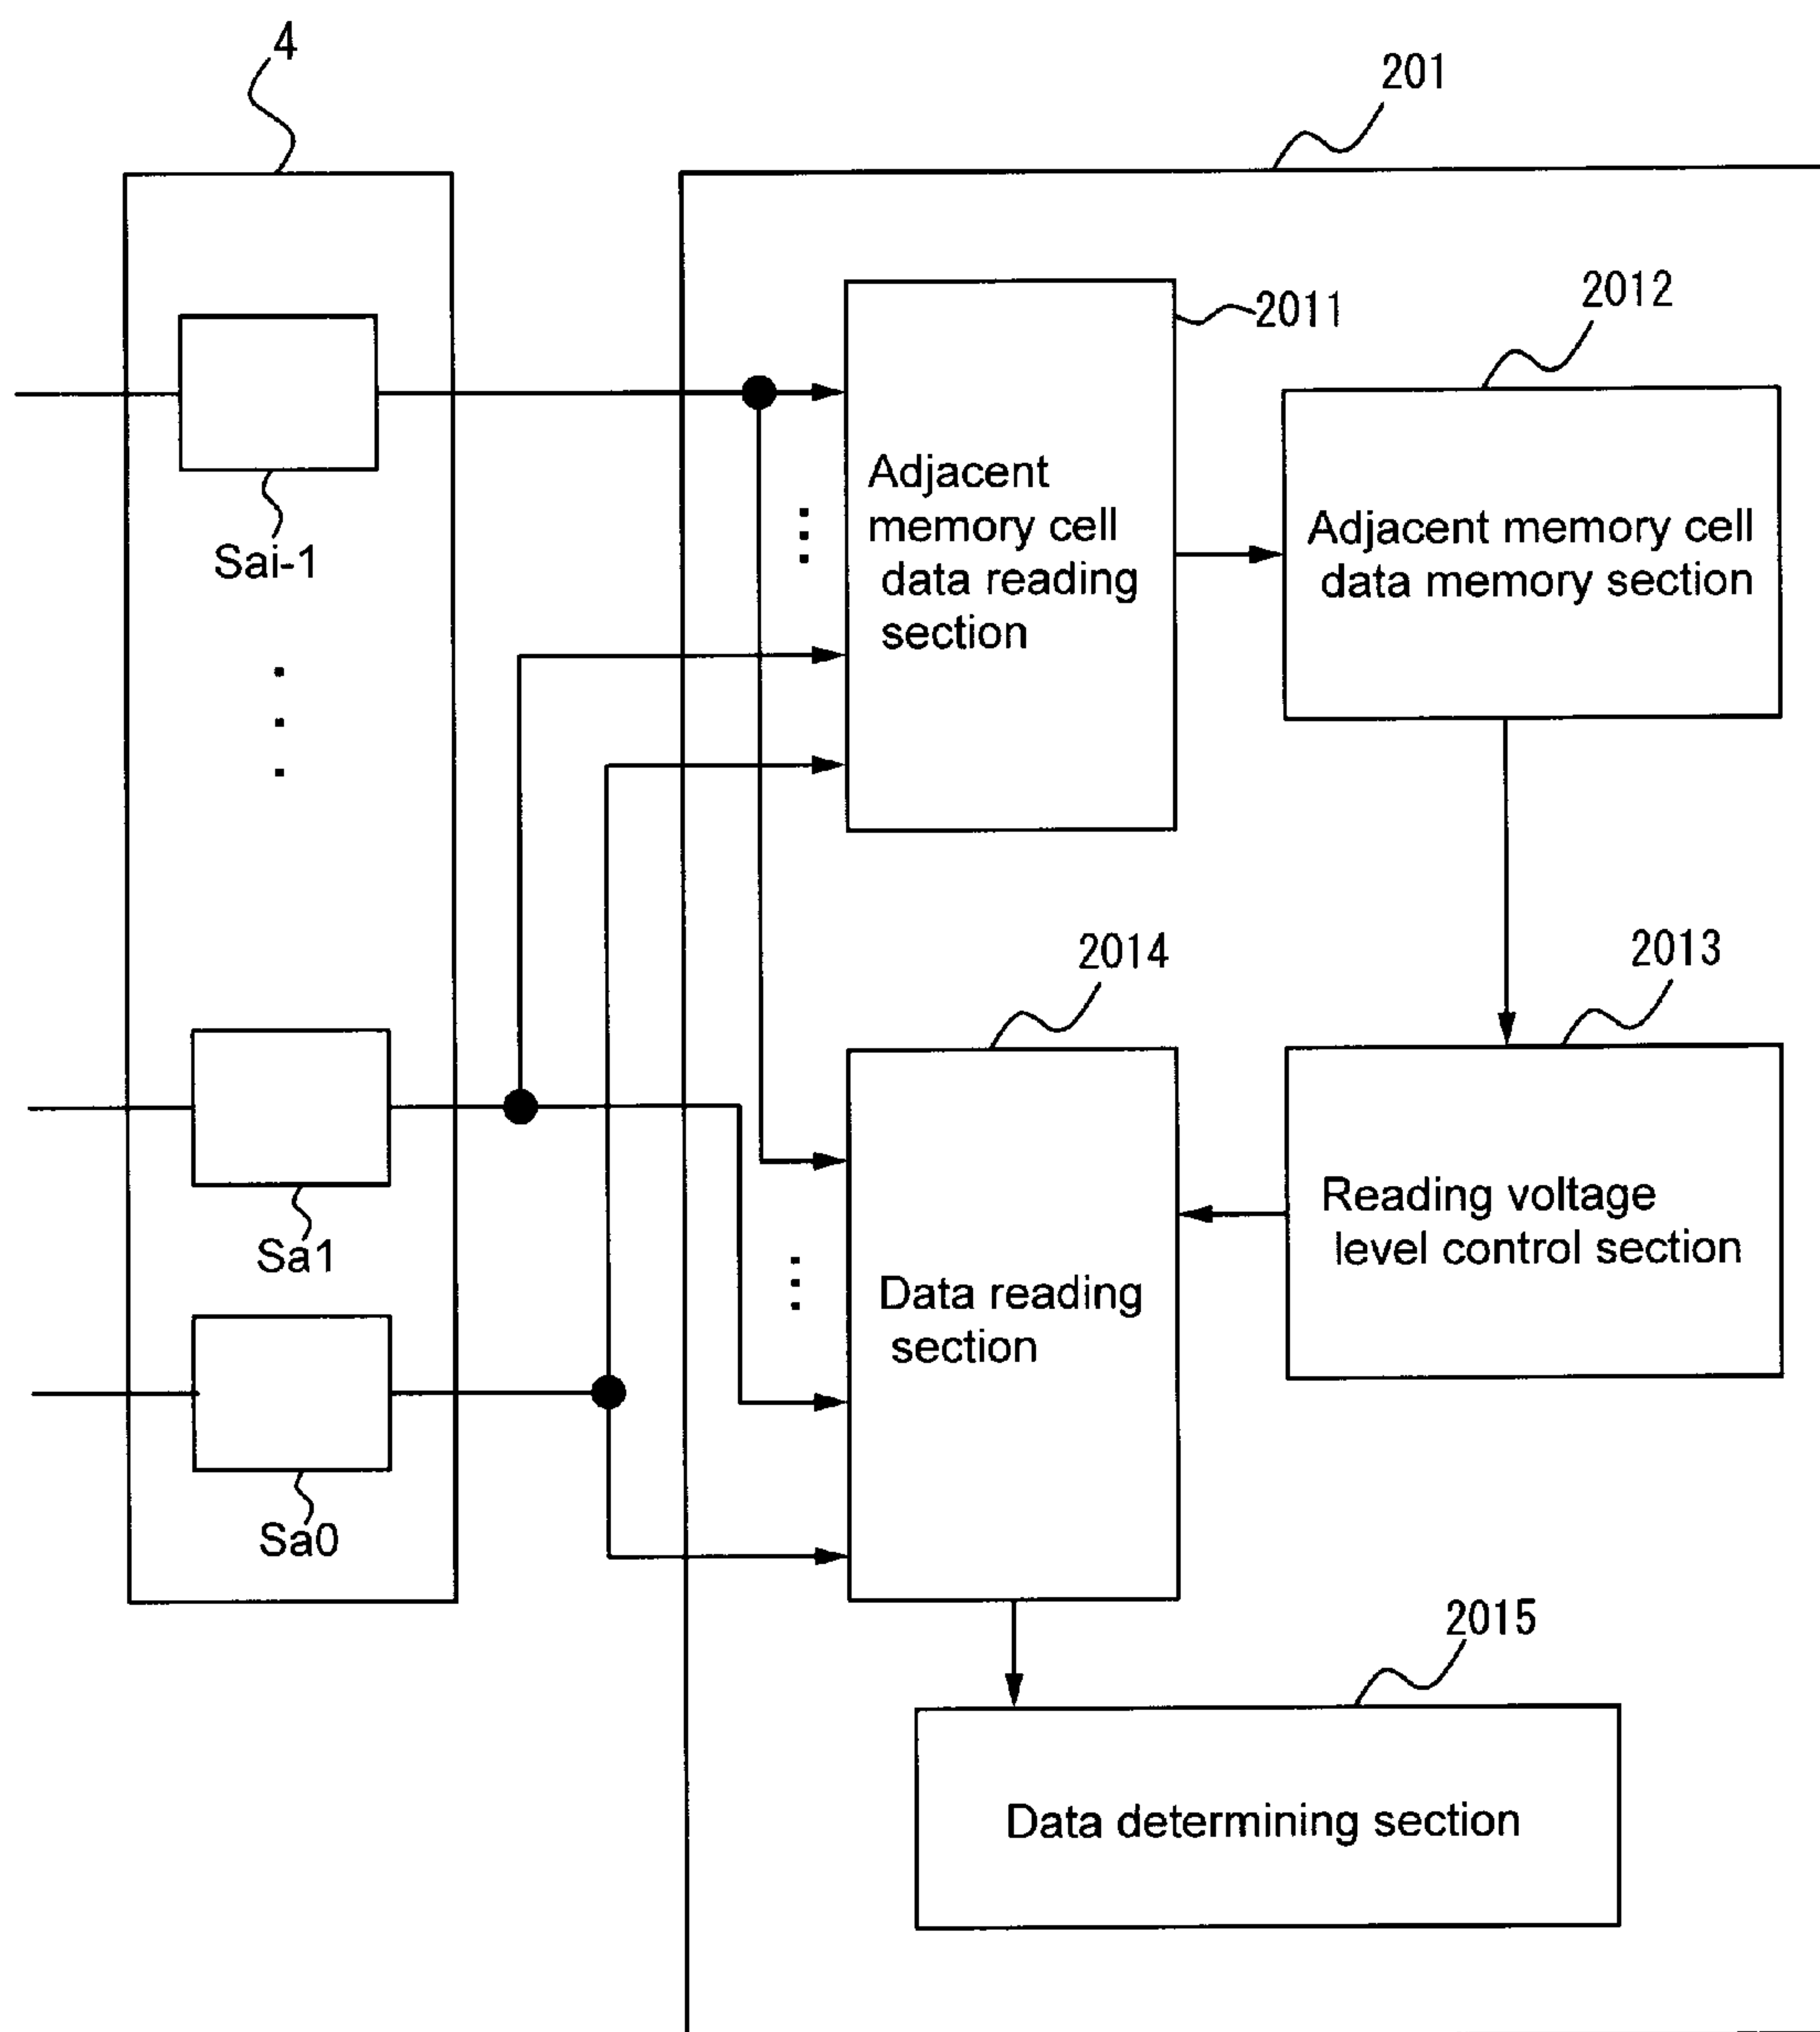 4
201
2011
2012
Adjacent
memory cell
data reading
section
Adjacent memory cell
data memory section
Sai-1
2014
2013
Reading voltage
level control section
Data reading
section
Sa1
Sa0
2015
Data determining section